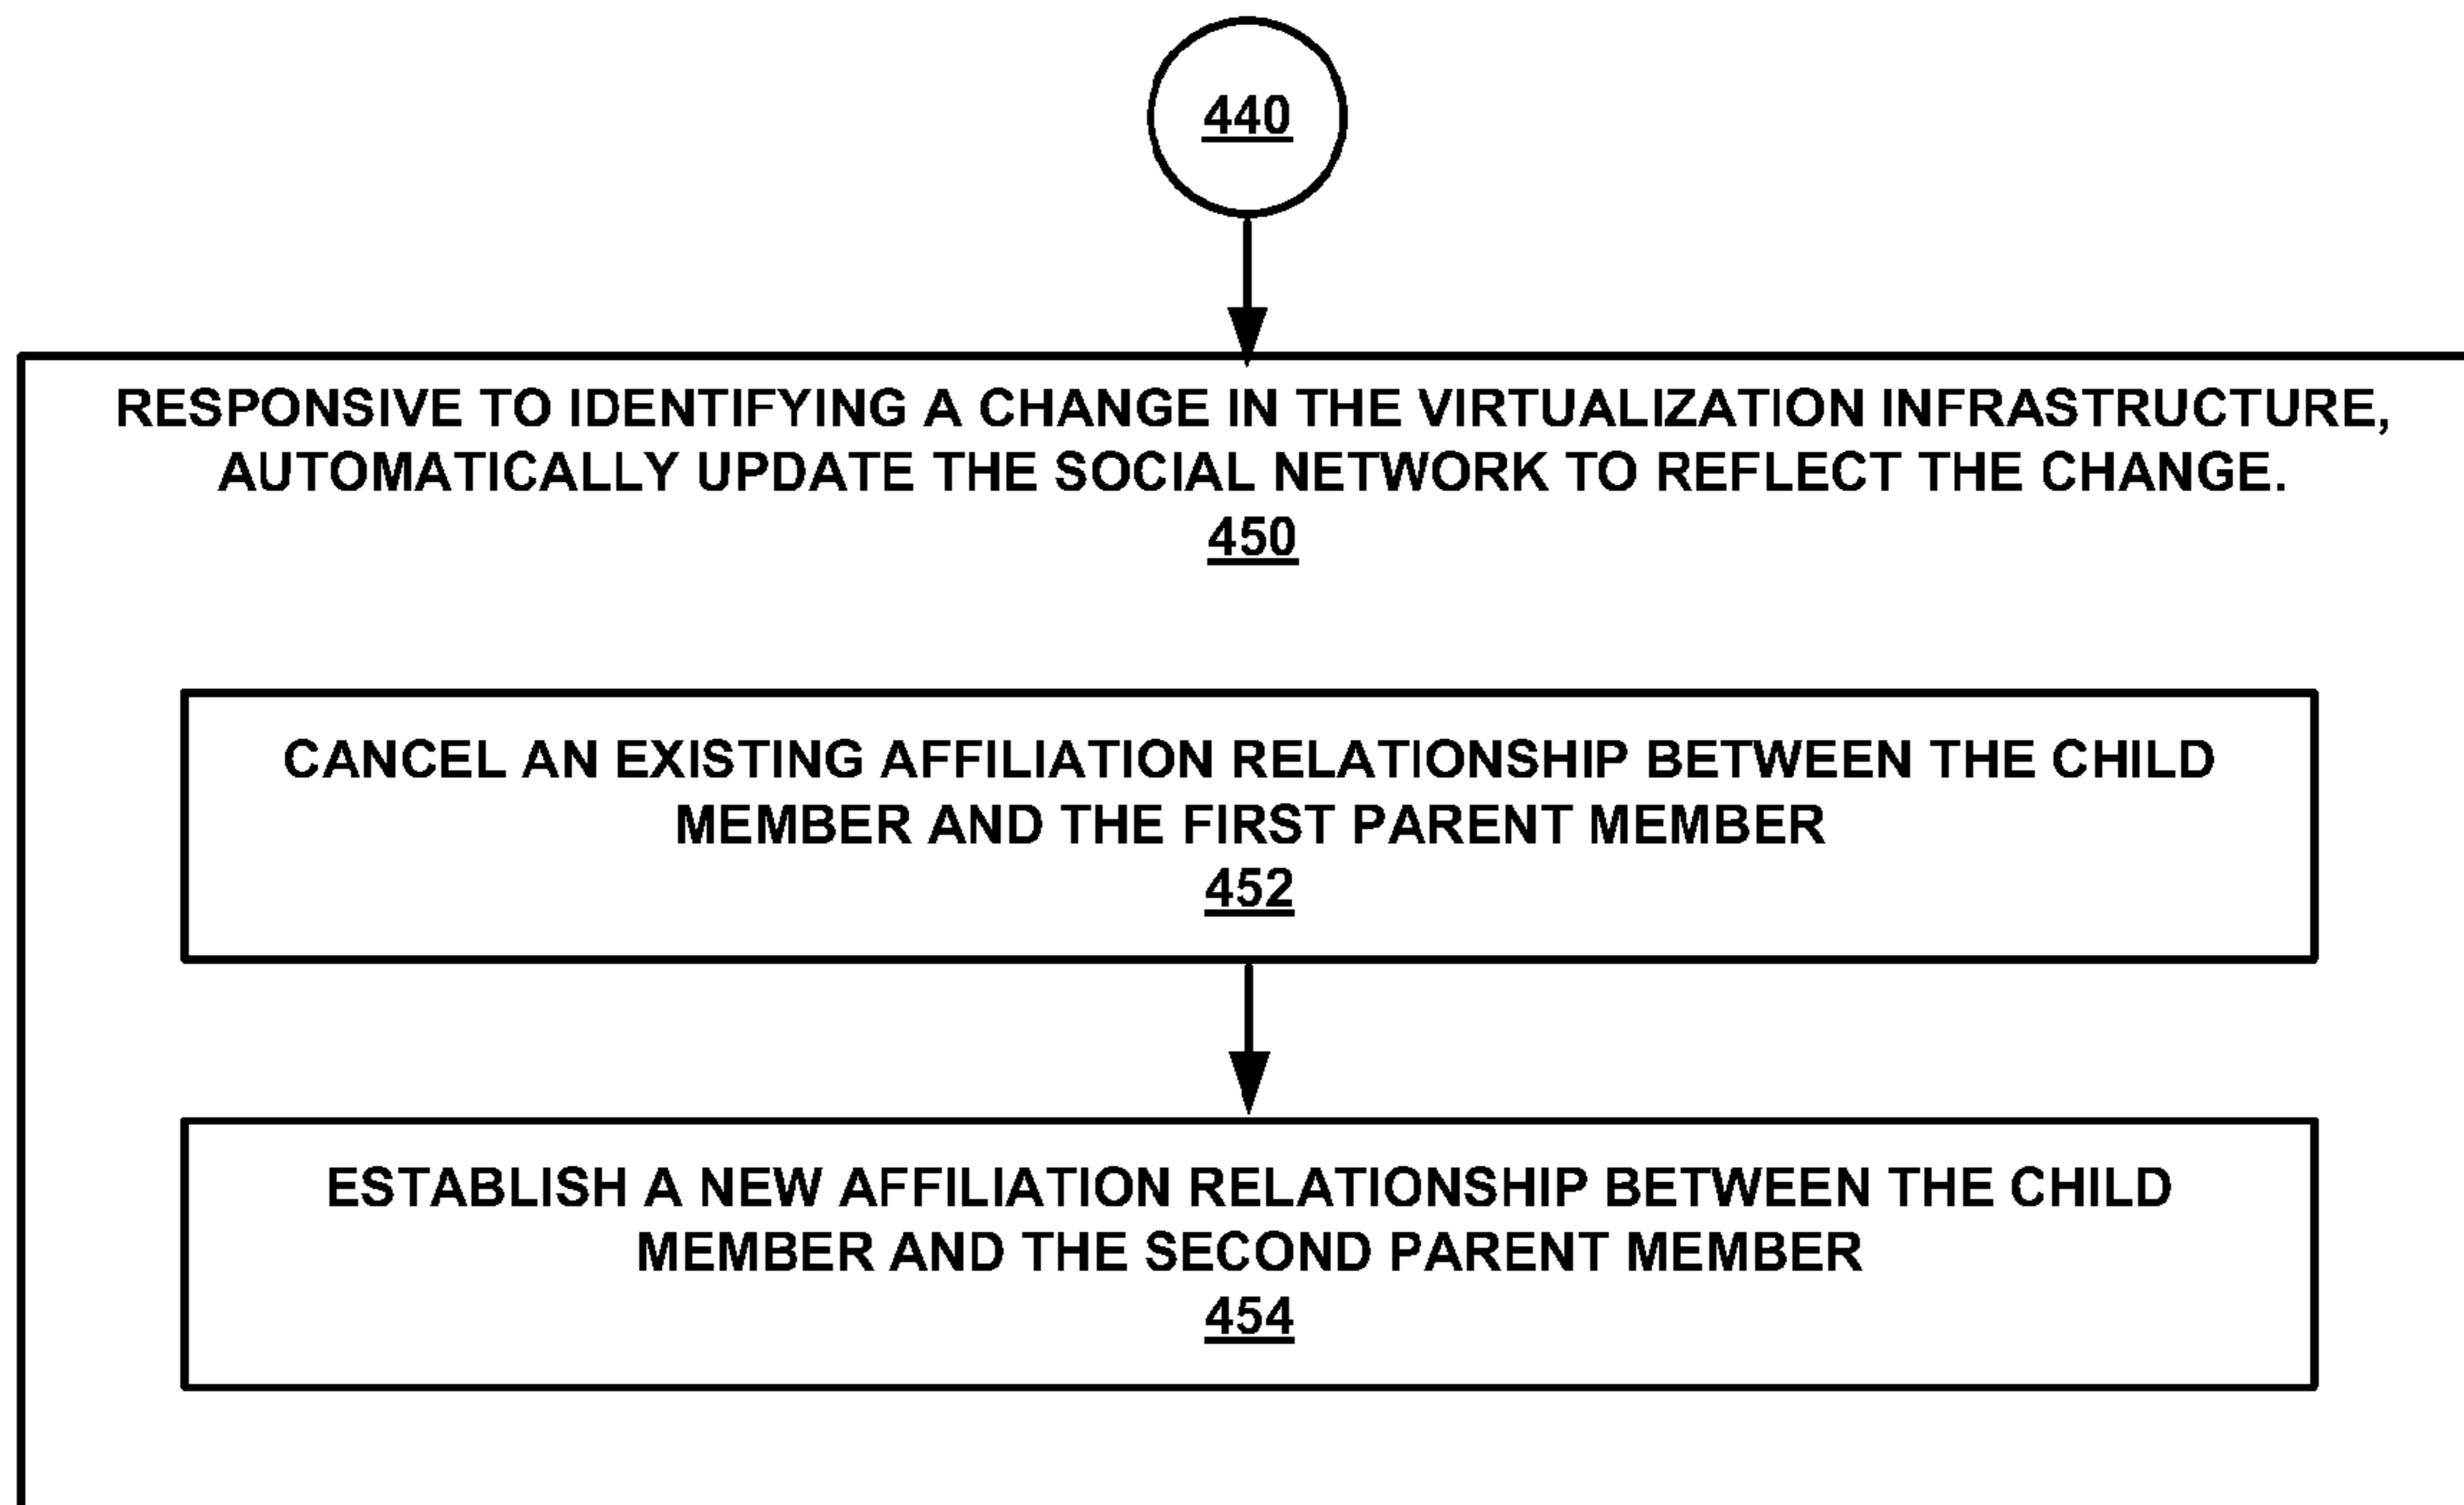 440
RESPONSIVE TO IDENTIFYING A CHANGE IN THE VIRTUALIZATION INFRASTRUCTURE,
AUTOMATICALLY UPDATE THE SOCIAL NETWORK TO REFLECT THE CHANGE.
450
CANCEL AN EXISTING AFFILIATION RELATIONSHIP BETWEEN THE CHILD
MEMBER AND THE FIRST PARENT MEMBER
452
ESTABLISH A NEW AFFILIATION RELATIONSHIP BETWEEN THE CHILD
MEMBER AND THE SECOND PARENT MEMBER
454